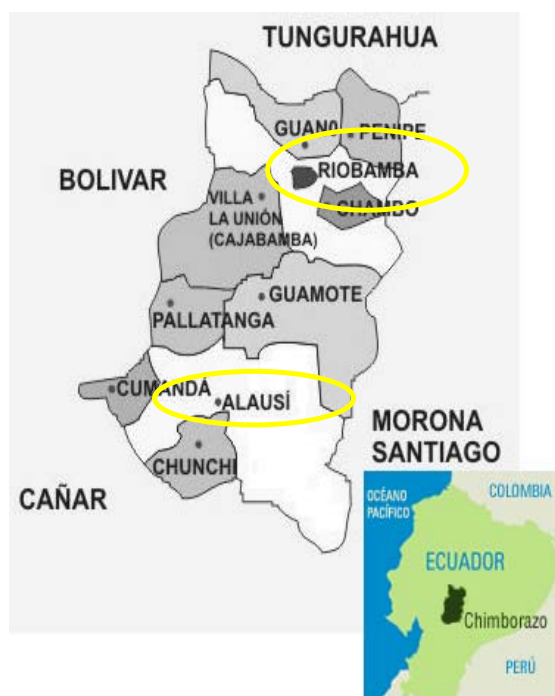 TUNGURAHUA
GUANO
PENIPE
BOLIVAR
RIOBAMBA
VILLA
LA UNIÓN
(CAJABAMBA)
CHAMBO
GUAMOTE
PALLATANGA
CUMANDÁ
ALAUSÍ
MORONA
SANTIAGO
CHUNCHI
CAÑAR
OCÉANO
PACÍFICO
COLOMBIA
ECUADOR
Chimborazo
PERÚ